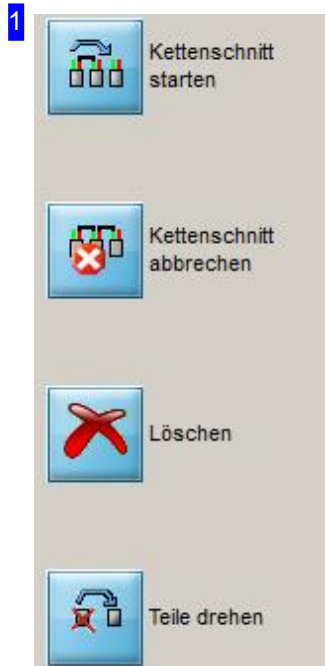 1
Kettenschnitt
starten
Kettenschnitt
abbrechen
Löschen
Teile drehen